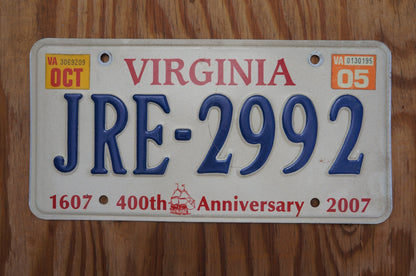 VA 3069209
OCT
VIRGINIA
VA 0130195
05
JRE-2992
1607 400th Anniversary 2007